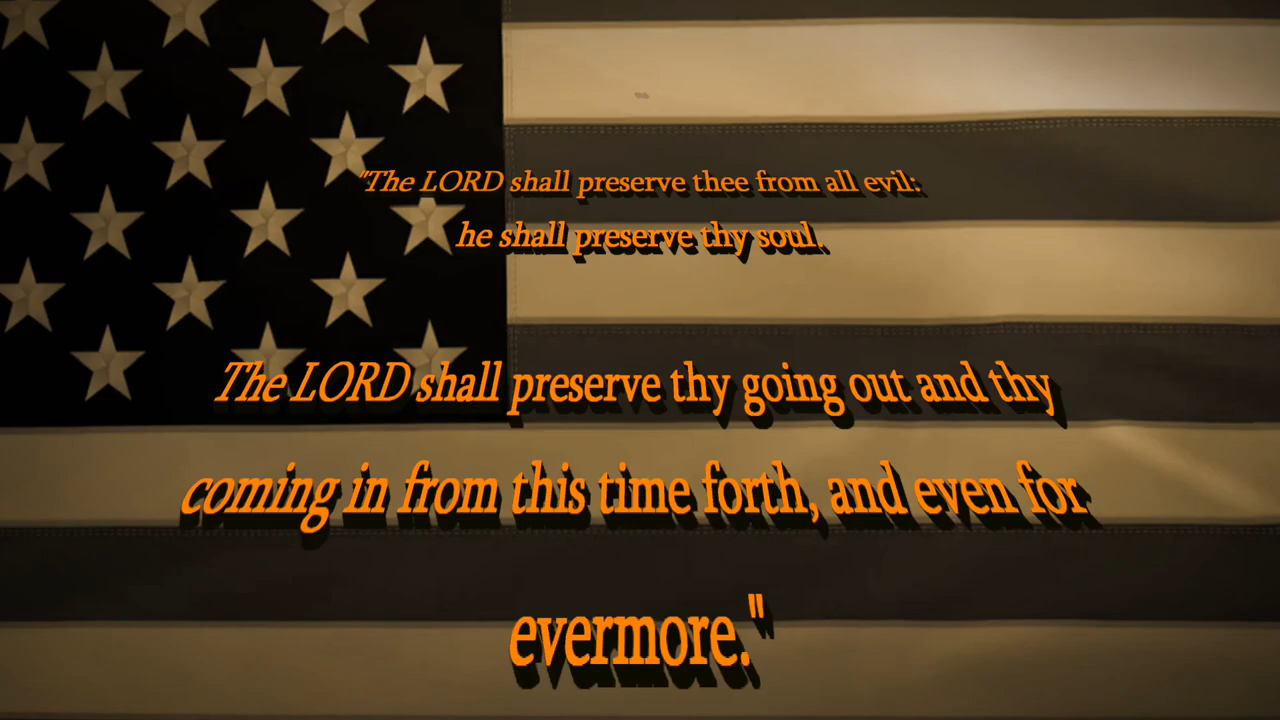 "The LORD shall preserve thee from all evil:
he shall preserve thy soul.
The LORD shall preserve thy going out and thy
coming in from this time forth, and even for
evermore."